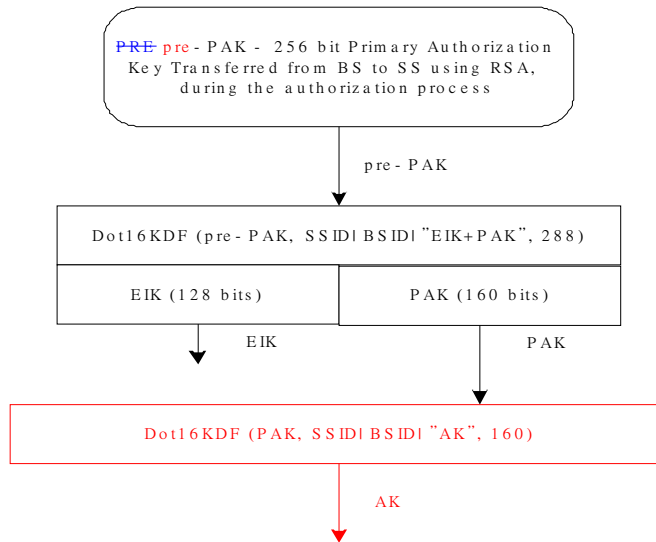 PRE pre- PAK - 256 bit Primary Authorization
Key Transferred from BS to SS using RSA,
during the authorization process
pre- PAK
Dot16KDF (pre- PAK, SSID| BSID| "EIK+PAK", 288)
EIK (128 bits)
PAK (160 bits)
EIK
PAK
Dot16KDF (PAK, SSID| BSID| "AK", 160)
AK